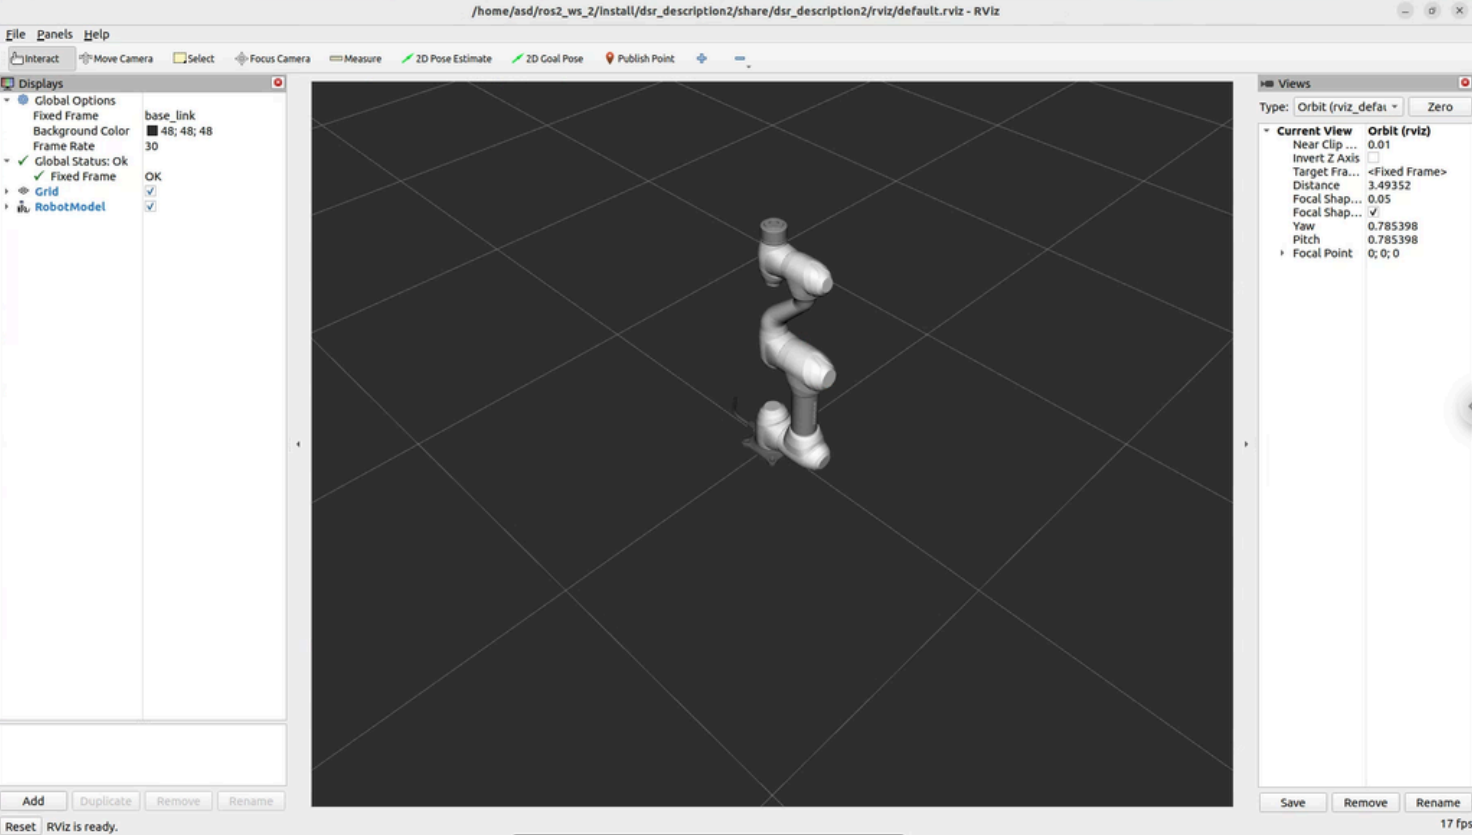 /home/asd/ros2_ws_2/install/dsr_description2/share/dsr_description2/rviz/default.rviz - RViz
File Panels Help
Interact Move Camera Select Focus Camera Measure 2D Pose Estimate 2D Goal Pose Publish Point
Displays
Global Options
Fixed Frame base_link
Background Color 48; 48; 48
Frame Rate 30
Global Status: Ok
Fixed Frame OK
Grid
RobotModel
Add Duplicate Remove Rename
Reset RViz is ready.
Views
Type: Orbit (rviz_defau Zero
Current View Orbit (rviz)
Near Clip ... 0.01
Invert Z Axis
Target Fra... <Fixed Frame>
Distance 3.49352
Focal Shap... 0.05
Focal Shap...
Yaw 0.785398
Pitch 0.785398
Focal Point 0; 0; 0
Save Remove Rename
17 fps